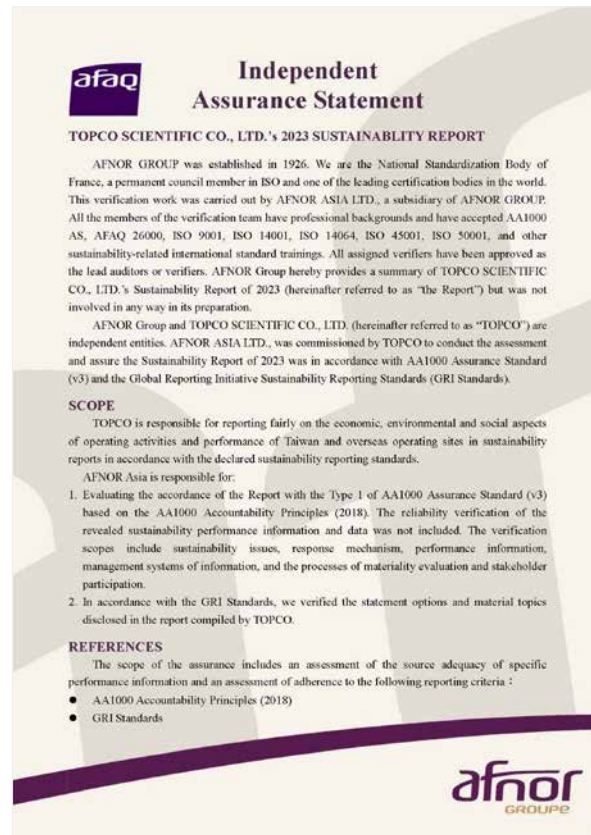 afaq
Independent
Assurance Statement
TOPCO SCIENTIFIC CO., LTD.'s 2023 SUSTAINABLITY REPORT
AFNOR GROUP was established in 1926. We are the National Standardization Body of
France, a permanent council member in ISO and one of the leading certification bodies in the world.
This verification work was carried out by AFNOR ASIA LTD., a subsidiary of AFNOR GROUP.
All the members of the verification team have professional backgrounds and have accepted AA1000
AS, AFAQ 26000, ISO 9001, ISO 14001, ISO 14064, ISO 45001, ISO 50001, and other
sustainability-related international standard trainings. All assigned verifiers have been approved as
the lead auditors or verifiers. AFNOR Group hereby provides a summary of TOPCO SCIENTIFIC
CO., LTD.'s Sustainability Report of 2023 (hereinafter referred to as “the Report”) but was not
involved in any way in its preparation.
AFNOR Group and TOPCO SCIENTIFIC CO., LTD. (hereinafter referred to as “TOPCO”) are
independent entities. AFNOR ASIA LTD., was commissioned by TOPCO to conduct the assessment
and assure the Sustainability Report of 2023 was in accordance with AA1000 Assurance Standard
(v3) and the Global Reporting Initiative Sustainability Reporting Standards (GRI Standards).
SCOPE
TOPCO is responsible for reporting fairly on the economic, environmental and social aspects
of operating activities and performance of Taiwan and overseas operating sites in sustainability
reports in accordance with the declared sustainability reporting standards.
AFNOR Asia is responsible for:
1. Evaluating the accordance of the Report with the Type 1 of AA1000 Assurance Standard (v3)
based on the AA1000 Accountability Principles (2018). The reliability verification of the
revealed sustainability performance information and data was not included. The verification
scopes include sustainability issues, response mechanism, performance information,
management systems of information, and the processes of materiality evaluation and stakeholder
participation.
2. In accordance with the GRI Standards, we verified the statement options and material topics
disclosed in the report compiled by TOPCO.
REFERENCES
The scope of the assurance includes an assessment of the source adequacy of specific
performance information and an assessment of adherence to the following reporting criteria：
● AA1000 Accountability Principles (2018)
● GRI Standards
afnor
GROUPE